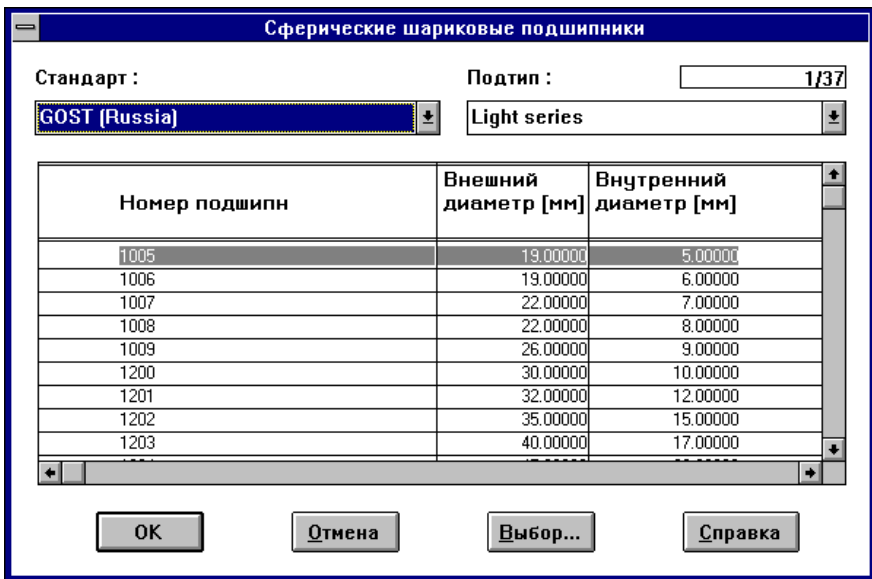 Сферические шариковые подшипники
Стандарт :
Подтип :
1/37
GOST (Russia)
Light series
Номер подшипн
Внешний диаметр [мм]
Внутренний диаметр [мм]
1005 19.00000 5.00000
1006 19.00000 6.00000
1007 22.00000 7.00000
1008 22.00000 8.00000
1009 26.00000 9.00000
1200 30.00000 10.00000
1201 32.00000 12.00000
1202 35.00000 15.00000
1203 40.00000 17.00000
OK Отмена Выбор... Справка